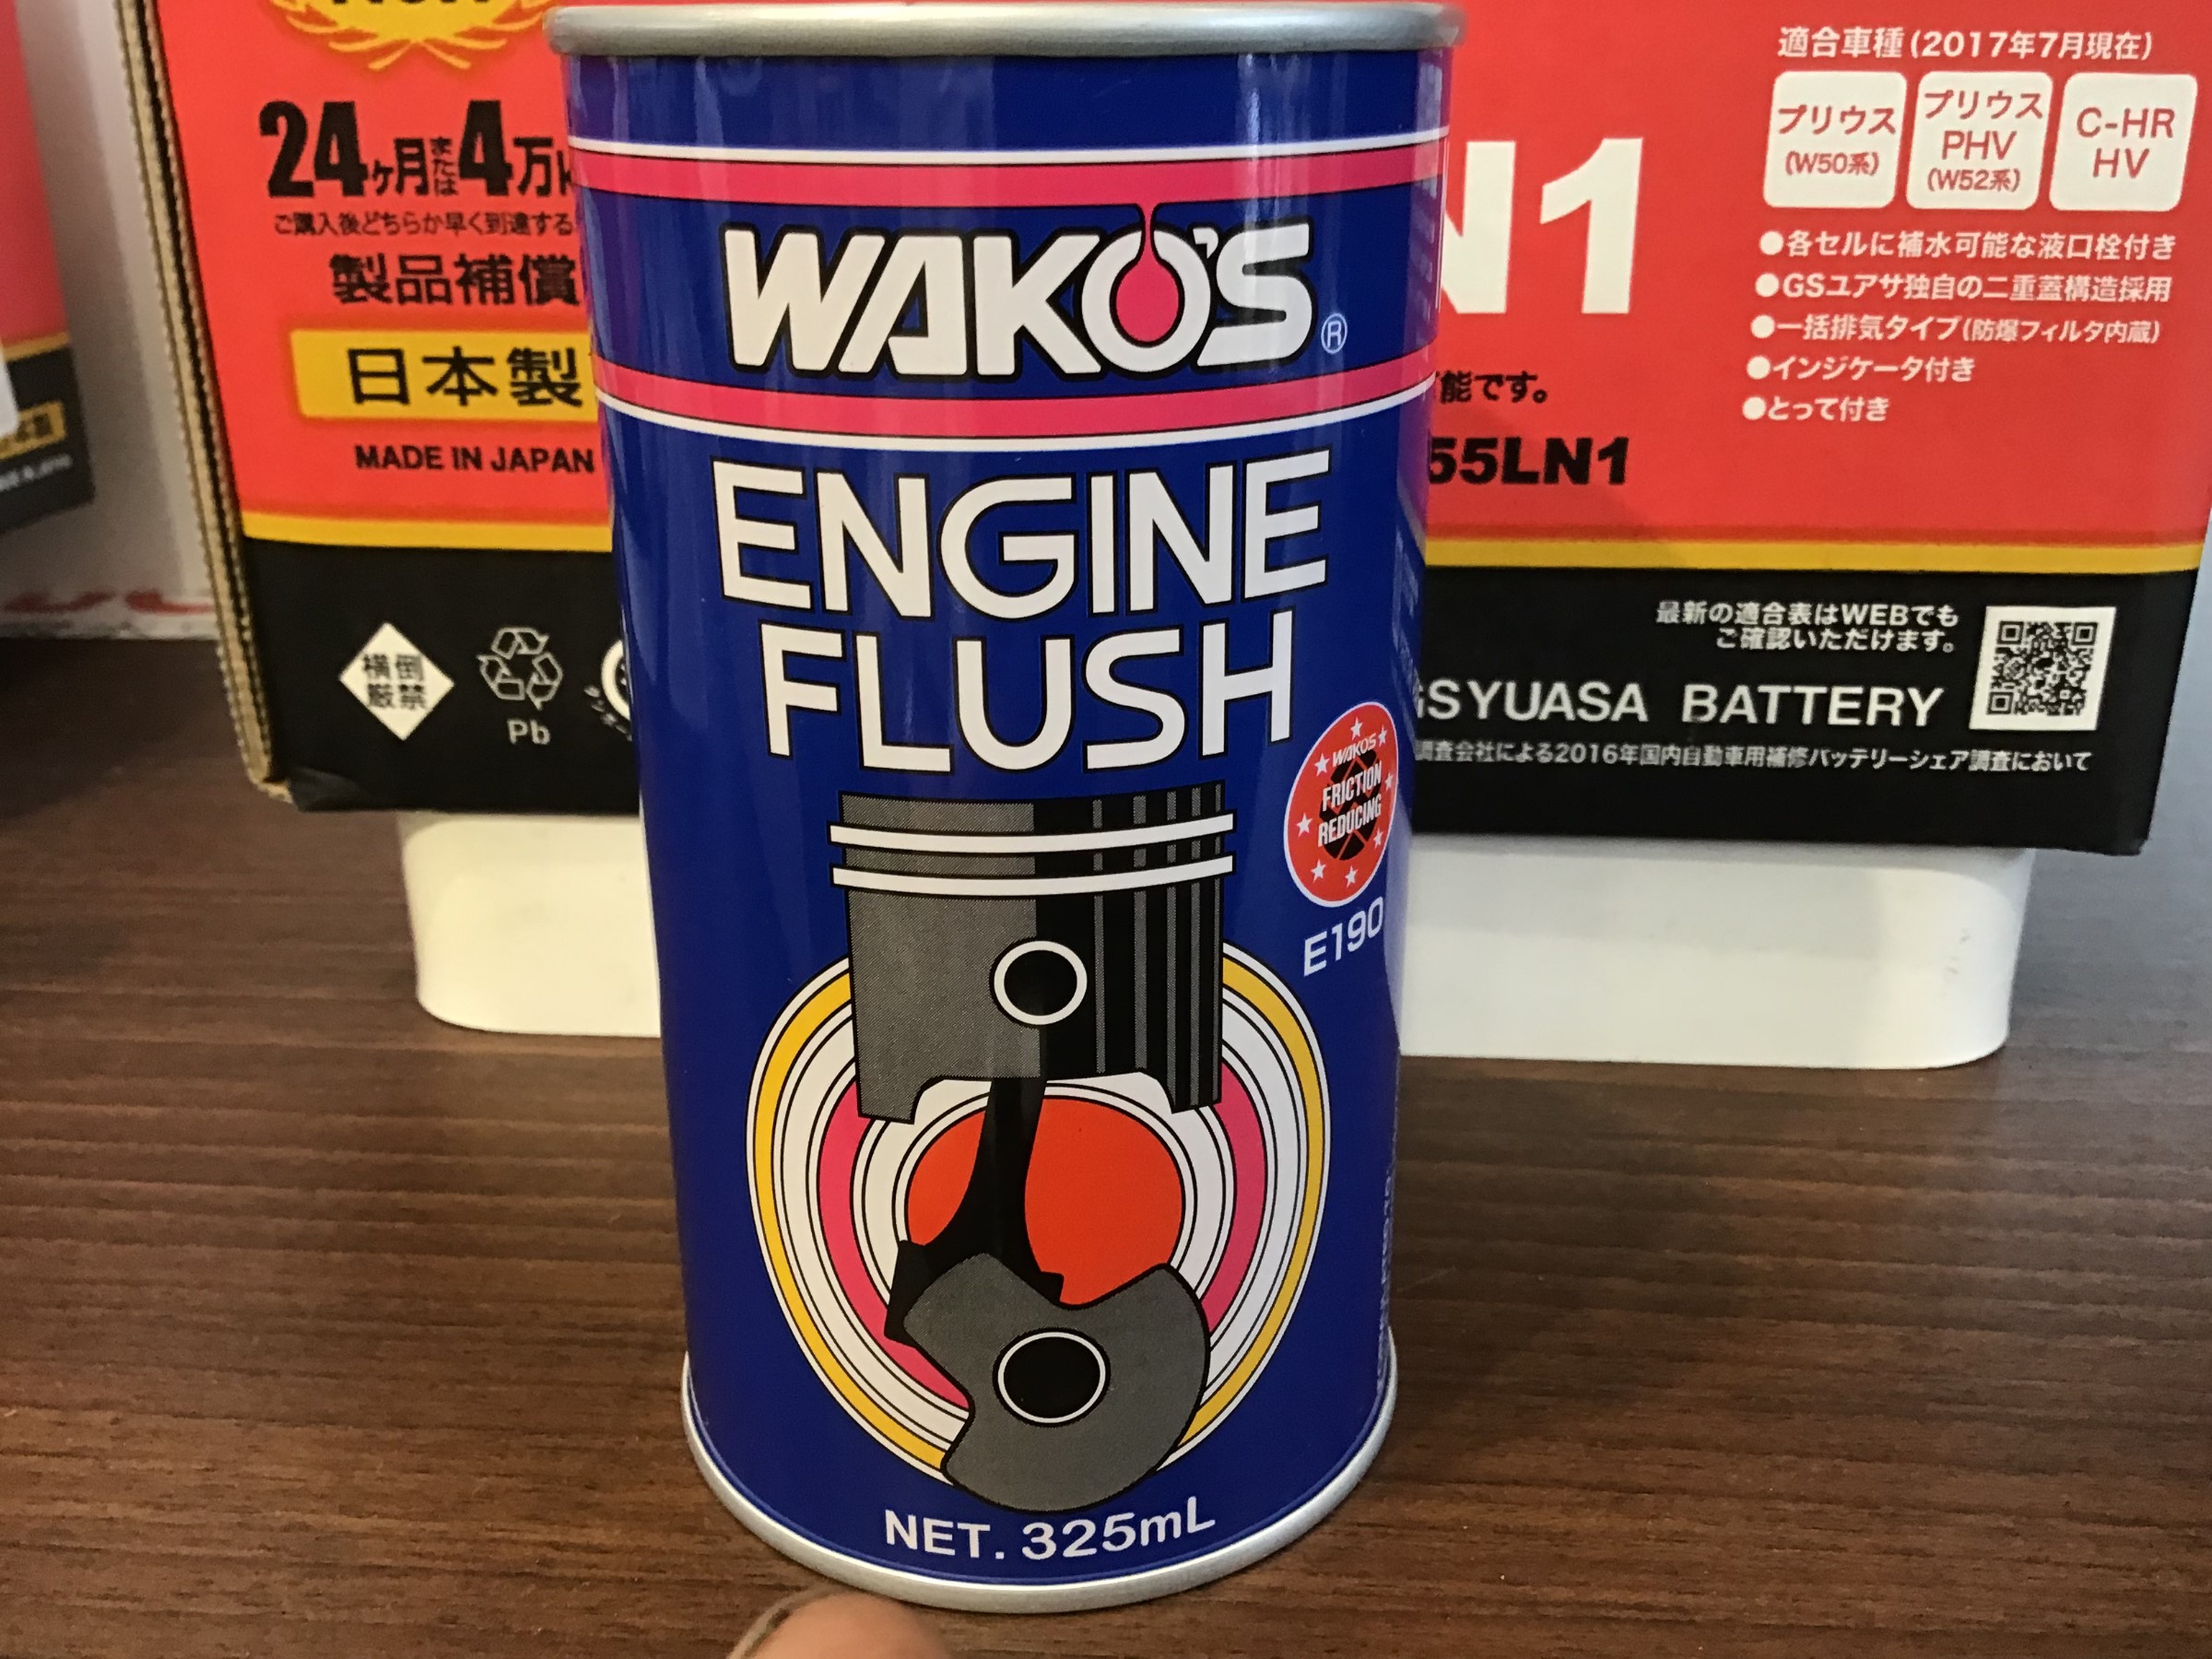 24ヶ月または4万
ご購入後どちらか早く到達する
製品補償
日本製
MADE IN JAPAN
横倒
厳禁
Pb
WAKO'S®
ENGINE
FLUSH
WAKO'S
FRICTION
REDUCING
E190
NET. 325mL
適合車種(2017年7月現在)
プリウス
(W50系)
プリウス
PHV
(W52系)
C-HR
HV
N1
●各セルに補水可能な液口栓付き
●GSユアサ独自の二重蓋構造採用
●一括排気タイプ(防爆フィルタ内蔵)
●インジケータ付き
●とって付き
能です。
55LN1
最新の適合表はWEBでも
ご確認いただけます。
GSYUASA BATTERY
調査会社による2016年国内自動車用補修バッテリーシェア調査において